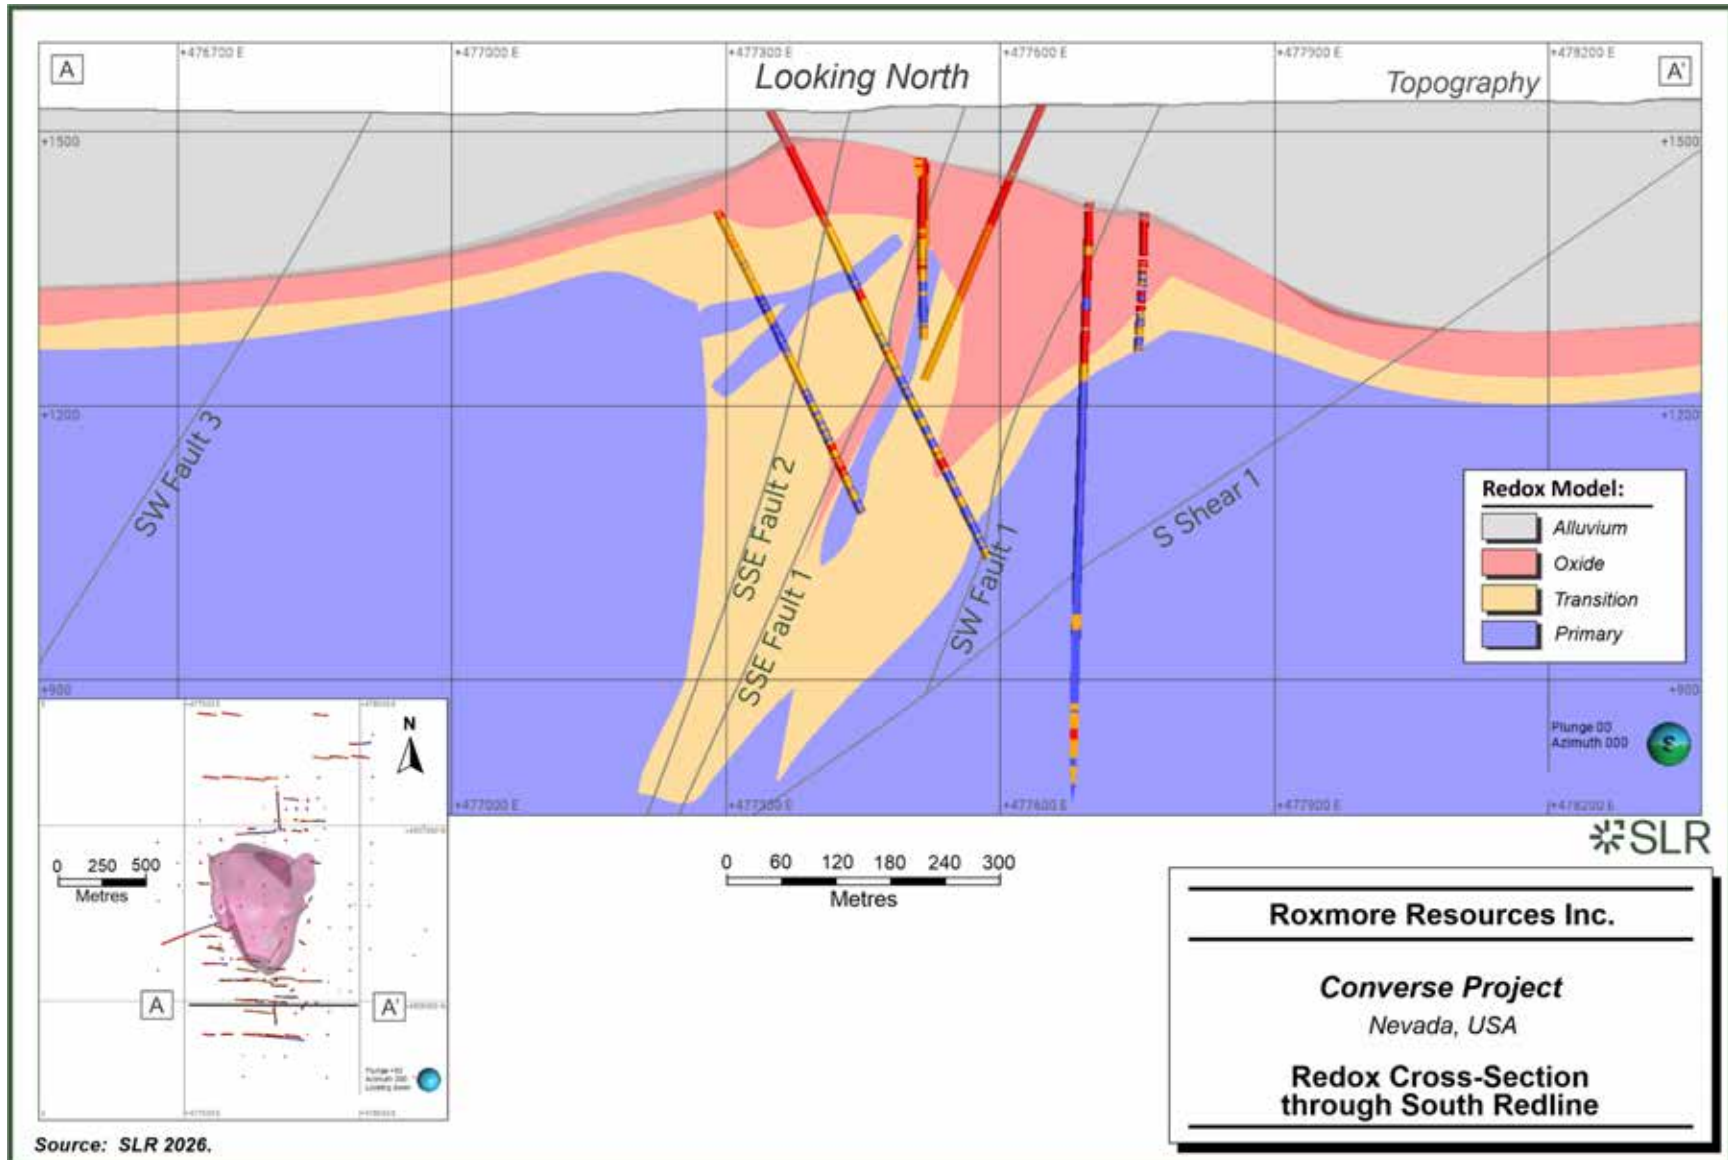 +476700 E
+477000 E
+477300 E
+477600 E
+477900 E
+478200 E
A
Looking North
Topography
A'
+1500
+1500
+1200
+1200
SW Fault 3
SSE Fault 2
SSE Fault 1
SW Fault 1
S Shear 1
Redox Model:
Alluvium
Oxide
Transition
Primary
+900
+900
Plunge 00
Azimuth 000
S
+477000 E
+477300 E
+477600 E
+477900 E
+478200 E
N
0 250 500
Metres
A
A'
0 60 120 180 240 300
Metres
SLR
Roxmore Resources Inc.
Converse Project
Nevada, USA
Redox Cross-Section
through South Redline
Source: SLR 2026.